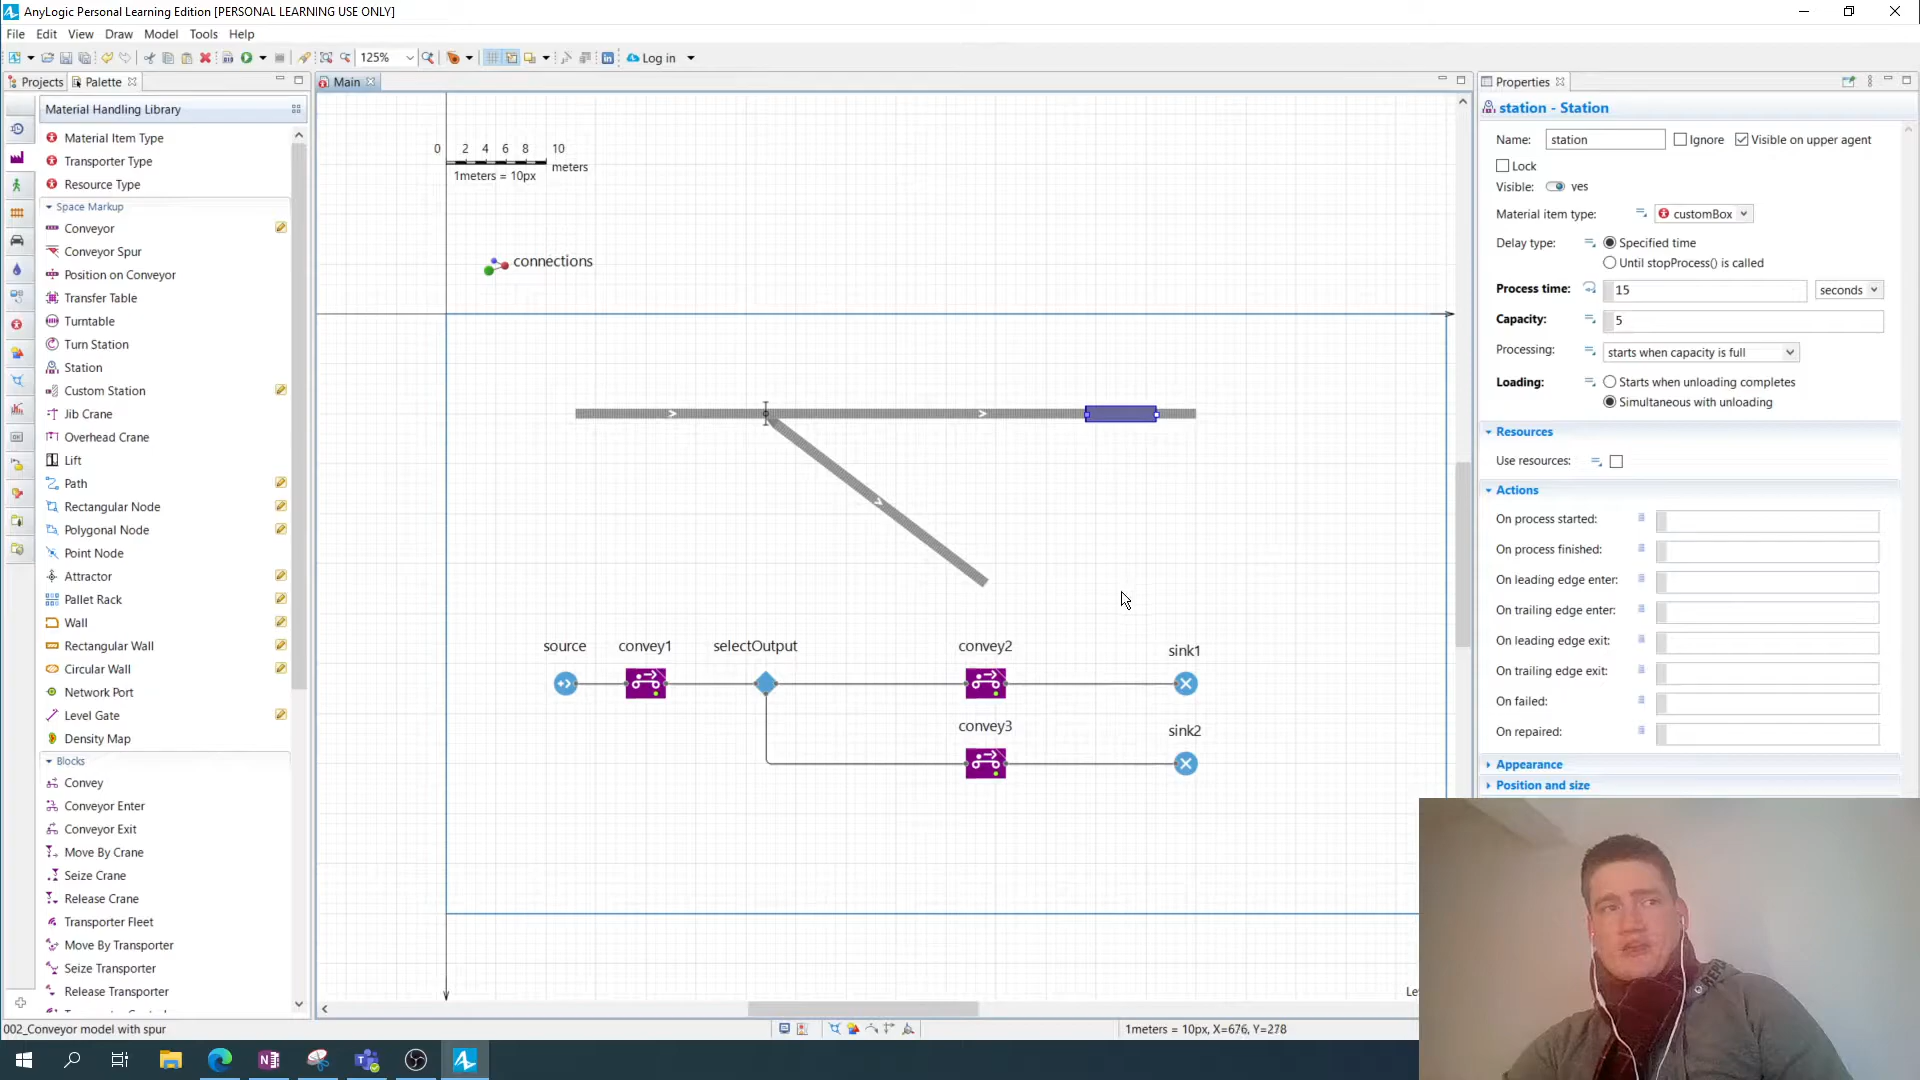 AnyLogic Personal Learning Edition [PERSONAL LEARNING USE ONLY]
File Edit View Draw Model Tools Help
125% Log in
Projects Palette
Main
Properties
Material Handling Library
Material Item Type
Transporter Type
Resource Type
Space Markup
Conveyor
Conveyor Spur
Position on Conveyor
Transfer Table
Turntable
Turn Station
Station
Custom Station
Jib Crane
Overhead Crane
Lift
Path
Rectangular Node
Polygonal Node
Point Node
Attractor
Pallet Rack
Wall
Rectangular Wall
Circular Wall
Network Port
Level Gate
Density Map
Blocks
Convey
Conveyor Enter
Conveyor Exit
Move By Crane
Seize Crane
Release Crane
Transporter Fleet
Move By Transporter
Seize Transporter
Release Transporter
0 2 4 6 8 10
meters
1meters = 10px
connections
source convey1 selectOutput convey2 sink1
convey3 sink2
Le
station - Station
Name: station Ignore Visible on upper agent
Lock
Visible: yes
Material item type: customBox
Delay type: Specified time
Until stopProcess() is called
Process time: 15 seconds
Capacity: 5
Processing: starts when capacity is full
Loading: Starts when unloading completes
Simultaneous with unloading
Resources
Use resources:
Actions
On process started:
On process finished:
On leading edge enter:
On trailing edge enter:
On leading edge exit:
On trailing edge exit:
On failed:
On repaired:
Appearance
Position and size
002_Conveyor model with spur
1meters = 10px, X=676, Y=278